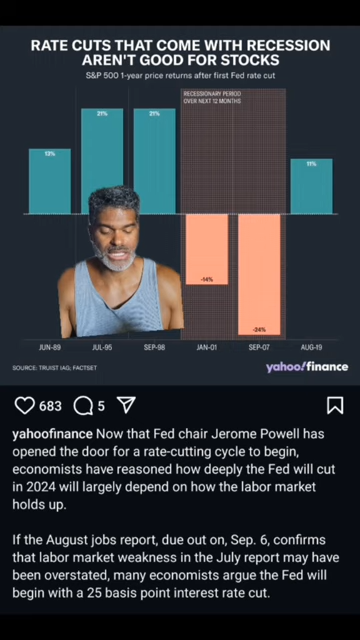 RATE CUTS THAT COME WITH RECESSION
AREN'T GOOD FOR STOCKS
S&P 500 1-year price returns after first Fed rate cut
RECESSIONARY PERIOD
OVER NEXT 12 MONTHS
13%
21%
21%
-14%
-24%
11%
JUN-89
JUL-95
SEP-98
JAN-01
SEP-07
AUG-19
SOURCE: TRUIST IAG; FACTSET
yahoo!finance
683
5
yahoofinance Now that Fed chair Jerome Powell has
opened the door for a rate-cutting cycle to begin,
economists have reasoned how deeply the Fed will cut
in 2024 will largely depend on how the labor market
holds up.
If the August jobs report, due out on, Sep. 6, confirms
that labor market weakness in the July report may have
been overstated, many economists argue the Fed will
begin with a 25 basis point interest rate cut.